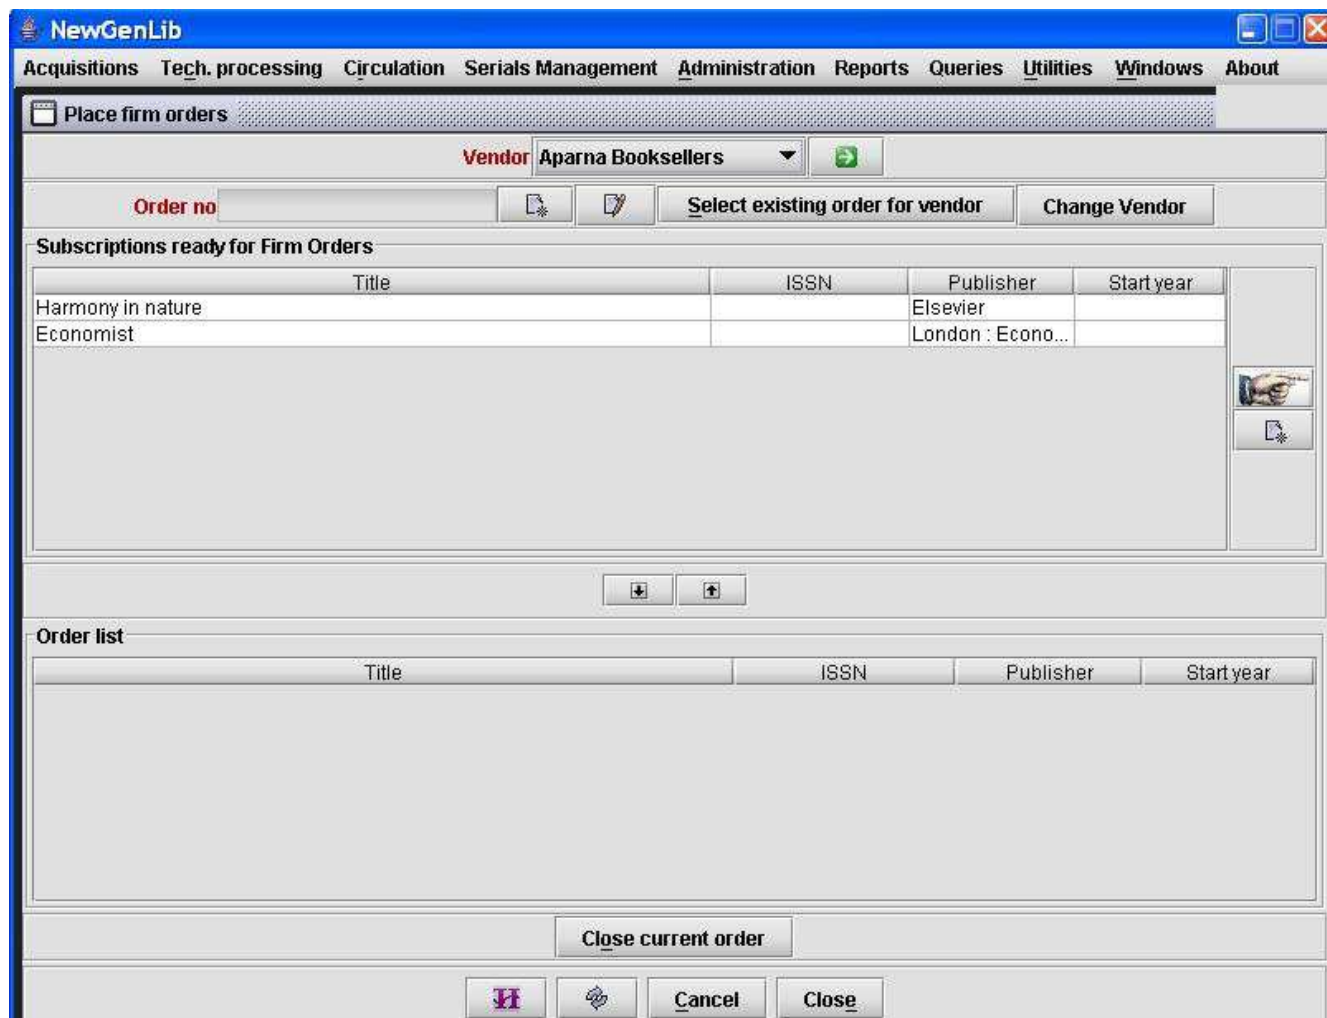 NewGenLib
Acquisitions Tech. processing Circulation Serials Management Administration Reports Queries Utilities Windows About
Place firm orders
Vendor Aparna Booksellers
Order no Select existing order for vendor Change Vendor
Subscriptions ready for Firm Orders
Title ISSN Publisher Start year
Harmony in nature Elsevier
Economist London : Econo...
Order list
Title ISSN Publisher Start year
Close current order
Cancel Close